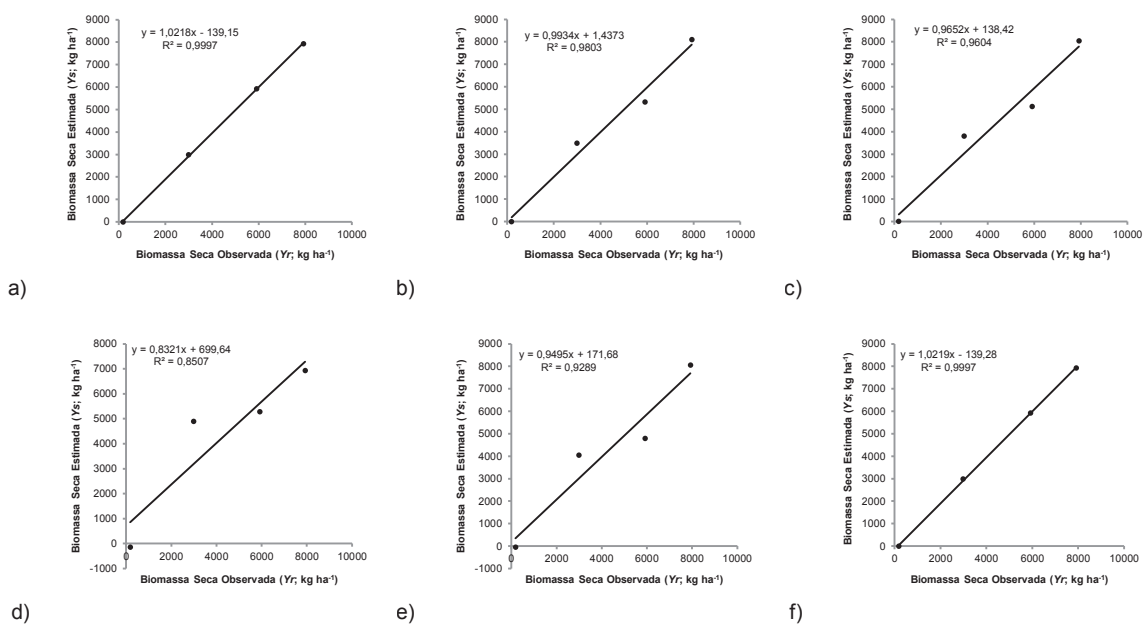 9000
8000
7000
6000
5000
4000
3000
2000
1000
0
Biomassa Seca Estimada (Ys; kg ha-1)
y = 1,0218x - 139,15
R² = 0,9997
0 2000 4000 6000 8000 10000
Biomassa Seca Observada (Yr; kg ha-1)
a)
9000
8000
7000
6000
5000
4000
3000
2000
1000
0
Biomassa Seca Estimada (Ys; kg ha-1)
y = 0,9934x + 1,4373
R² = 0,9803
0 2000 4000 6000 8000 10000
Biomassa Seca Observada (Yr; kg ha-1)
b)
9000
8000
7000
6000
5000
4000
3000
2000
1000
0
Biomassa Seca Estimada (Ys; kg ha-1)
y = 0,9652x + 138,42
R² = 0,9604
0 2000 4000 6000 8000 10000
Biomassa Seca Observada (Yr; kg ha-1)
c)
8000
7000
6000
5000
4000
3000
2000
1000
0
-1000
Biomassa Seca Estimada (Ys; kg ha-1)
y = 0,8321x + 699,64
R² = 0,8507
0 2000 4000 6000 8000 10000
Biomassa Seca Observada (Yr; kg ha-1)
d)
9000
8000
7000
6000
5000
4000
3000
2000
1000
0
-1000
Biomassa Seca Estimada (Ys; kg ha-1)
y = 0,9495x + 171,68
R² = 0,9289
0 2000 4000 6000 8000 10000
Biomassa Seca Observada (Yr; kg ha-1)
e)
9000
8000
7000
6000
5000
4000
3000
2000
1000
0
Biomassa Seca Estimada (Ys; kg ha-1)
y = 1,0219x - 139,28
R² = 0,9997
0 2000 4000 6000 8000 10000
Biomassa Seca Observada (Yr; kg ha-1)
f)